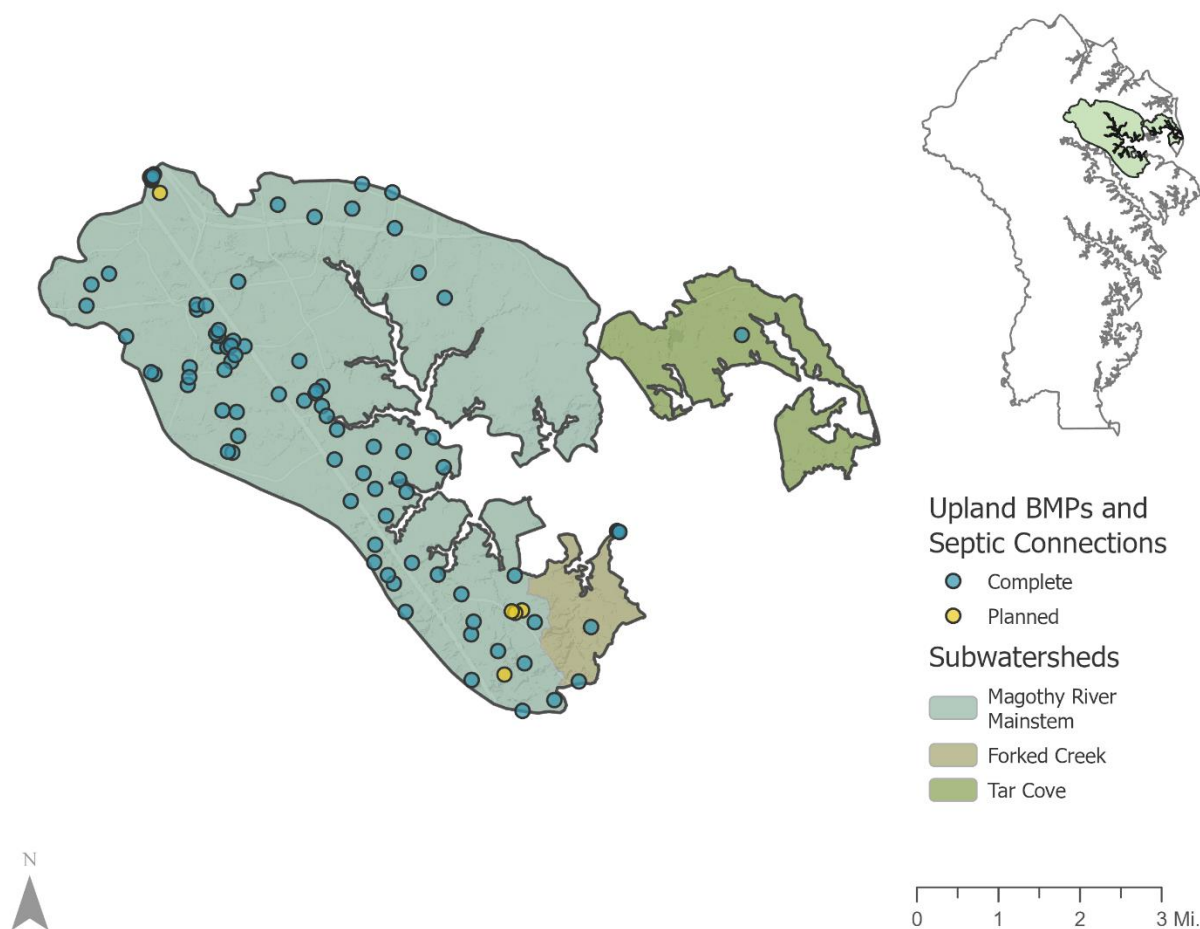 Upland BMPs and
Septic Connections
Complete
Planned
Subwatersheds
Magothy River
Mainstem
Forked Creek
Tar Cove
N
0 1 2 3 Mi.